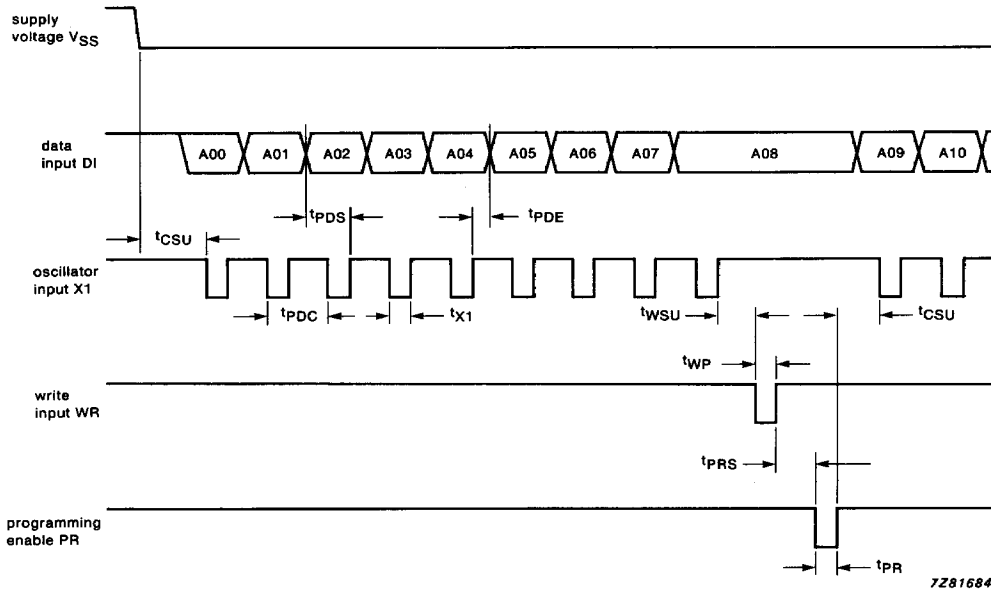 supply
voltage VSS
data
input DI
A00 A01 A02 A03 A04 A05 A06 A07 A08 A09 A10
tPDS tPDE
tCSU
oscillator
input X1
tPDC tX1 tWSU tCSU
tWP
write
input WR
tPRS
programming
enable PR
tPR
7Z81684